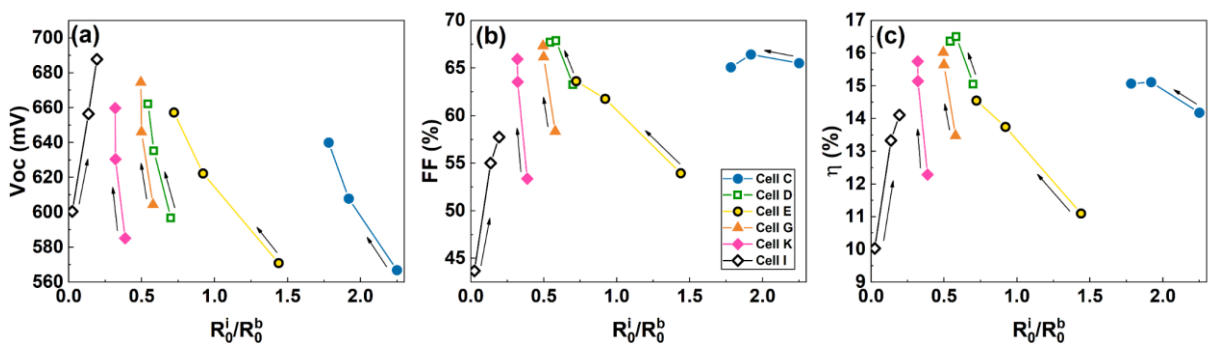 (a)
Voc (mV)
700
680
660
640
620
600
580
560
0.0 0.5 1.0 1.5 2.0
R₀ⁱ/R₀ᵇ
(b)
FF (%)
70
65
60
55
50
45
0.0 0.5 1.0 1.5 2.0
R₀ⁱ/R₀ᵇ
Cell C
Cell D
Cell E
Cell G
Cell K
Cell I
(c)
η (%)
17
16
15
14
13
12
11
10
9
0.0 0.5 1.0 1.5 2.0
R₀ⁱ/R₀ᵇ